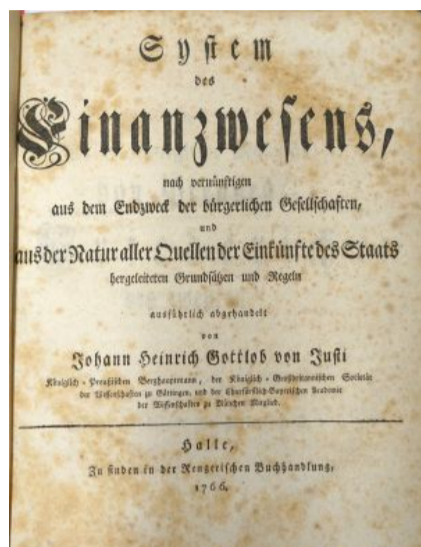 System
des
Finanzwesens,
nach vernünftigen
aus dem Endzweck der bürgerlichen Gesellschaften,
und
aus der Natur aller Quellen der Einkünfte des Staats
hergeleiteten Grundsätzen und Regeln
ausführlich abgehandelt
von
Johann Heinrich Gottlob von Justi
Königlich-Preußischen Berghauptmann, der Königlich-Großbritannischen Societät
der Wissenschaften zu Göttingen, und der Churfürstlich-Bayerischen Academie
der Wissenschaften zu München Mitglied.
Halle,
Zu finden in der Rengerischen Buchhandlung,
1766.